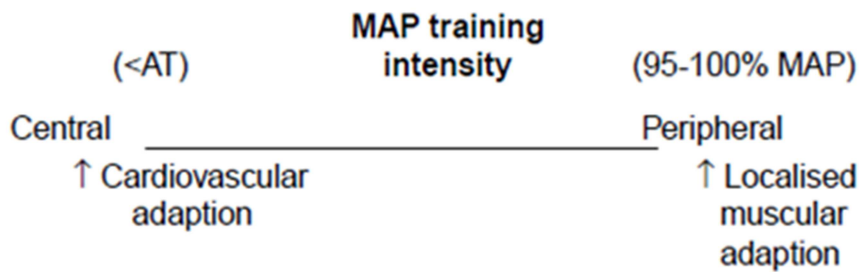 MAP training
intensity
(<AT)
(95-100% MAP)
Central
Peripheral
↑ Cardiovascular
adaption
↑ Localised
muscular
adaption